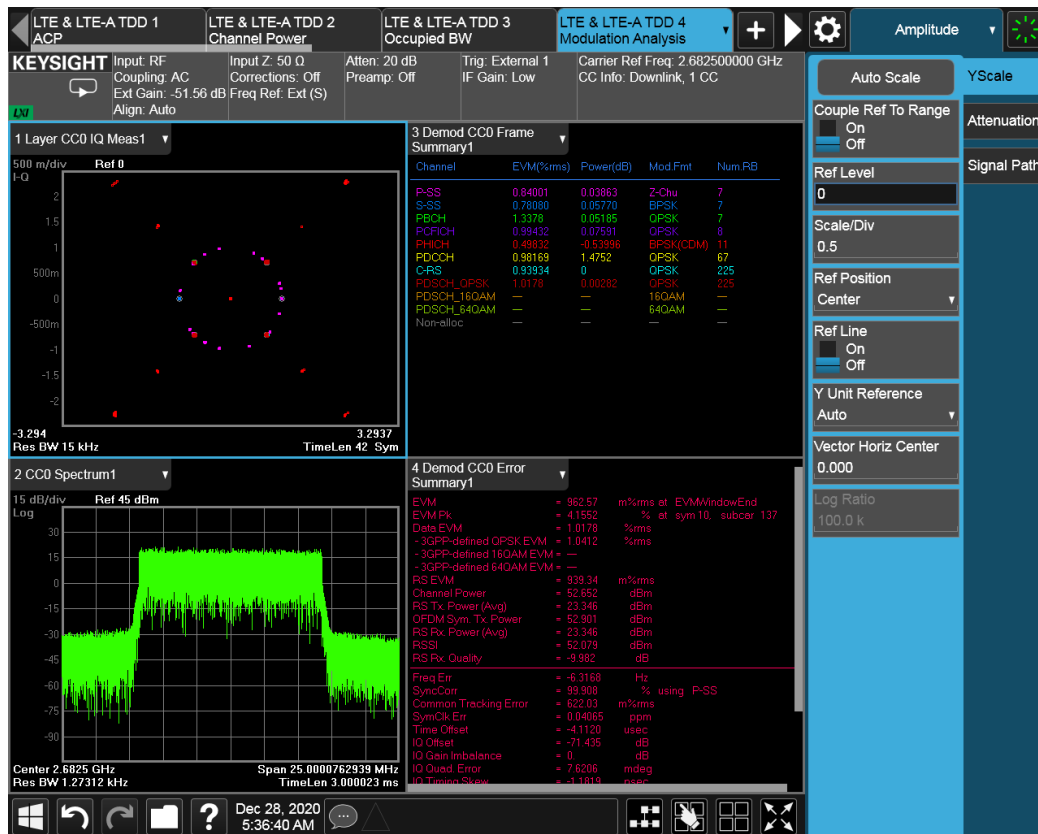 LTE & LTE-A TDD 1
ACP
LTE & LTE-A TDD 2
Channel Power
LTE & LTE-A TDD 3
Occupied BW
LTE & LTE-A TDD 4
Modulation Analysis
Amplitude
KEYSIGHT
LXI
Input: RF
Coupling: AC
Ext Gain: -51.56 dB
Align: Auto
Input Z: 50 Ω
Corrections: Off
Freq Ref: Ext (S)
Atten: 20 dB
Preamp: Off
Trig: External 1
IF Gain: Low
Carrier Ref Freq: 2.682500000 GHz
CC Info: Downlink, 1 CC
1 Layer CC0 IQ Meas1
500 m/div Ref 0
I-Q
2
1.5
1
500m
0
-500m
-1
-1.5
-2
-3.294 3.2937
Res BW 15 kHz TimeLen 42 Sym
3 Demod CC0 Frame
Summary1
Channel EVM(%rms) Power(dB) Mod.Fmt Num.RB
P-SS 0.84001 0.03863 Z-Chu 7
S-SS 0.78080 0.05770 BPSK 7
PBCH 1.3378 0.05185 QPSK 7
PCFICH 0.99432 0.07591 QPSK 8
PHICH 0.49832 -0.53996 BPSK(CDM) 11
PDCCH 0.98169 1.4752 QPSK 67
C-RS 0.93934 0 QPSK 225
PDSCH_QPSK 1.0178 0.00282 QPSK 225
PDSCH_16QAM — — 16QAM —
PDSCH_64QAM — — 64QAM —
Non-alloc — — — —
2 CC0 Spectrum1
15 dB/div Ref 45 dBm
Log
30
15
0
-15
-30
-45
-60
-75
-90
Center 2.6825 GHz Span 25.0000762939 MHz
Res BW 1.27312 kHz TimeLen 3.000023 ms
4 Demod CC0 Error
Summary1
EVM = 962.57 m%rms at EVMWindowEnd
EVM Pk = 4.1552 % at sym 10, subcar 137
Data EVM = 1.0178 %rms
- 3GPP-defined QPSK EVM = 1.0412 %rms
- 3GPP-defined 16QAM EVM = —
- 3GPP-defined 64QAM EVM = —
RS EVM = 939.34 m%rms
Channel Power = 52.652 dBm
RS Tx. Power (Avg) = 23.346 dBm
OFDM Sym. Tx. Power = 52.901 dBm
RS Rx. Power (Avg) = 23.346 dBm
RSSI = 52.079 dBm
RS Rx. Quality = -9.982 dB
Freq Err = -6.3168 Hz
SyncCorr = 99.908 % using P-SS
Common Tracking Error = 622.03 m%rms
SymClk Err = 0.04065 ppm
Time Offset = -4.1120 usec
IQ Offset = -71.435 dB
IQ Gain Imbalance = 0 dB
IQ Quad. Error = 7.6206 mdeg
IQ Timing Skew = -1.1819 psec
Auto Scale
Couple Ref To Range
On
Off
Ref Level
0
Scale/Div
0.5
Ref Position
Center
Ref Line
On
Off
Y Unit Reference
Auto
Vector Horiz Center
0.000
Log Ratio
100.0 k
YScale
Attenuation
Signal Path
?
Dec 28, 2020
5:36:40 AM